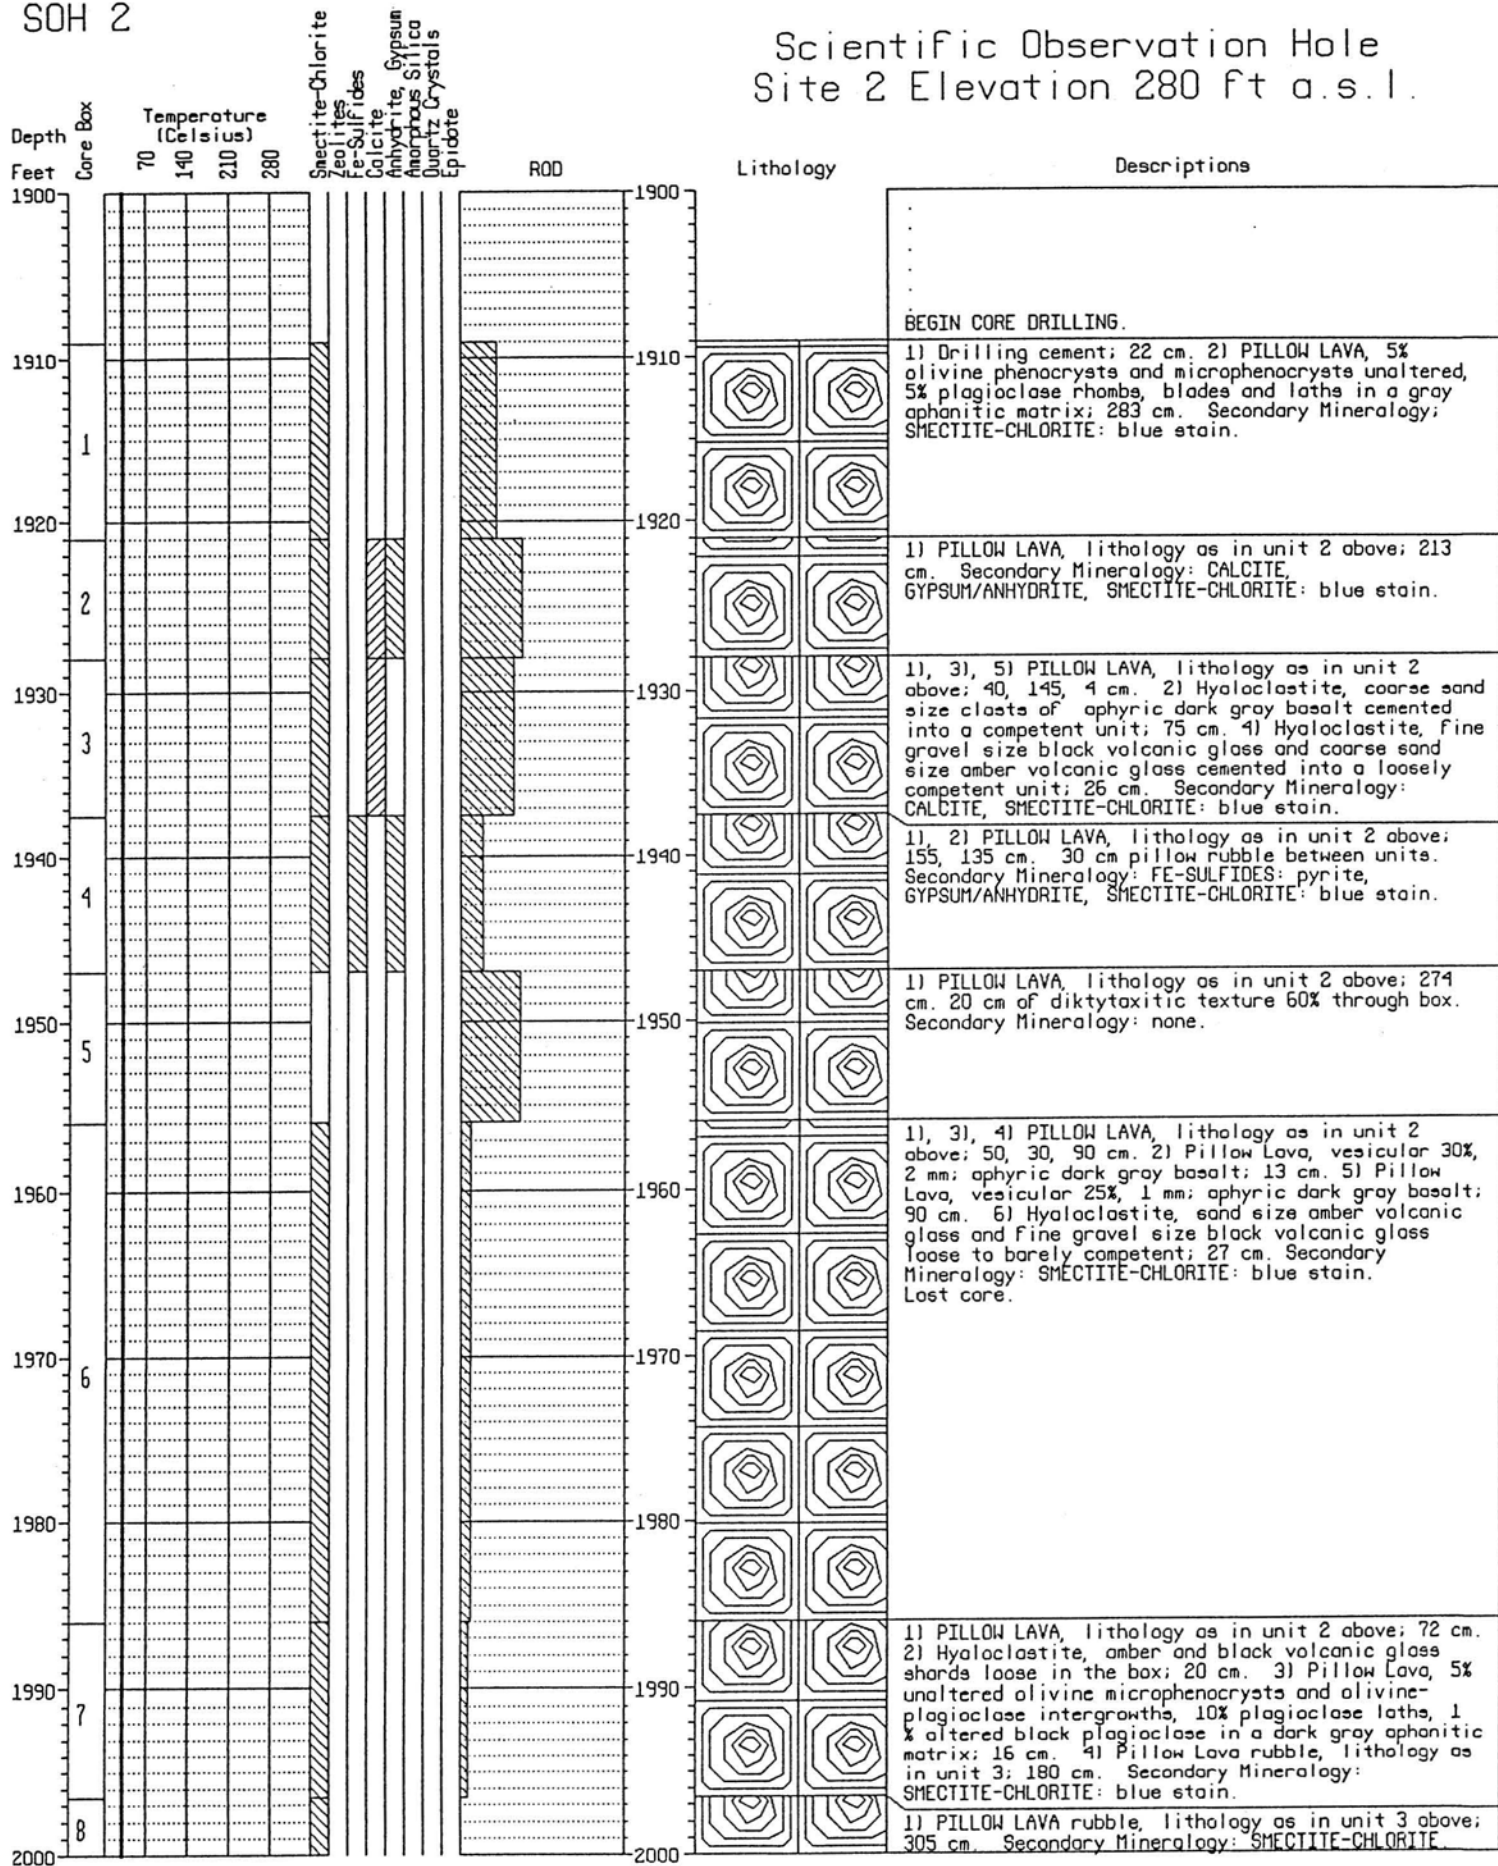 SOH 2
Scientific Observation Hole
Site 2 Elevation 280 ft a.s.l.
Depth
Feet
Core Box
Temperature
(Celsius)
70
140
210
280
Smectite-Chlorite
Zeolites
Fe-Sulfides
Calcite
Anhydrite, Gypsum
Amorphous Silica
Quartz Crystals
Epidote
RQD
Lithology
Descriptions
1900
1910
1920
1930
1940
1950
1960
1970
1980
1990
2000
1
2
3
4
5
6
7
8
1900
1910
1920
1930
1940
1950
1960
1970
1980
1990
2000
BEGIN CORE DRILLING.
1) Drilling cement; 22 cm. 2) PILLOW LAVA, 5%
olivine phenocrysts and microphenocrysts unaltered,
5% plagioclase rhombs, blades and laths in a gray
aphanitic matrix; 283 cm. Secondary Mineralogy;
SMECTITE-CHLORITE: blue stain.
1) PILLOW LAVA, lithology as in unit 2 above; 213
cm. Secondary Mineralogy: CALCITE,
GYPSUM/ANHYDRITE, SMECTITE-CHLORITE: blue stain.
1), 3), 5) PILLOW LAVA, lithology as in unit 2
above; 40, 145, 4 cm. 2) Hyaloclastite, coarse sand
size clasts of aphyric dark gray basalt cemented
into a competent unit; 75 cm. 4) Hyaloclastite, fine
gravel size black volcanic glass and coarse sand
size amber volcanic glass cemented into a loosely
competent unit; 26 cm. Secondary Mineralogy:
CALCITE, SMECTITE-CHLORITE: blue stain.
1), 2) PILLOW LAVA, lithology as in unit 2 above;
155, 135 cm. 30 cm pillow rubble between units.
Secondary Mineralogy: FE-SULFIDES: pyrite,
GYPSUM/ANHYDRITE, SMECTITE-CHLORITE: blue stain.
1) PILLOW LAVA, lithology as in unit 2 above; 274
cm. 20 cm of diktytaxitic texture 60% through box.
Secondary Mineralogy: none.
1), 3), 4) PILLOW LAVA, lithology as in unit 2
above; 50, 30, 90 cm. 2) Pillow Lava, vesicular 30%,
2 mm; aphyric dark gray basalt; 13 cm. 5) Pillow
Lava, vesicular 25%, 1 mm; aphyric dark gray basalt;
90 cm. 6) Hyaloclastite, sand size amber volcanic
glass and fine gravel size black volcanic glass
loose to barely competent; 27 cm. Secondary
Mineralogy: SMECTITE-CHLORITE: blue stain.
Lost core.
1) PILLOW LAVA, lithology as in unit 2 above; 72 cm.
2) Hyaloclastite, amber and black volcanic glass
shards loose in the box; 20 cm. 3) Pillow Lava, 5%
unaltered olivine microphenocrysts and olivine-
plagioclase intergrowths, 10% plagioclase laths, 1
% altered black plagioclase in a dark gray aphanitic
matrix; 16 cm. 4) Pillow Lava rubble, lithology as
in unit 3; 180 cm. Secondary Mineralogy:
SMECTITE-CHLORITE: blue stain.
1) PILLOW LAVA rubble, lithology as in unit 3 above;
305 cm. Secondary Mineralogy: SMECTITE-CHLORITE.